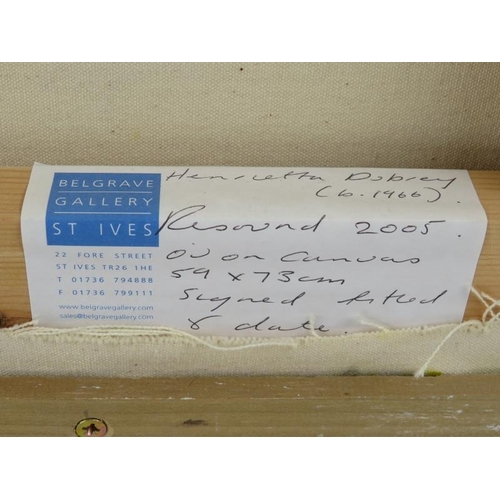 BELGRAVE
GALLERY
ST IVES
22 FORE STREET
ST IVES TR26 1HE
T 01736 794888
F 01736 799111
www.belgravegallery.com
sales@belgravegallery.com
Henrietta Dubrey
(b. 1966).
Resound 2005.
oil on canvas
59 x 73cm
signed titled
& date